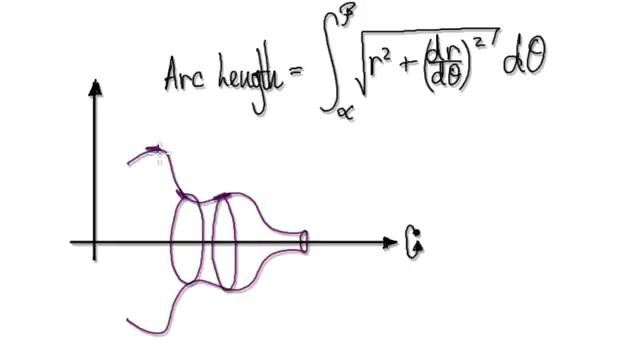 Arc Length = ∫_α^β √(r² + (dr/dθ)²) dθ